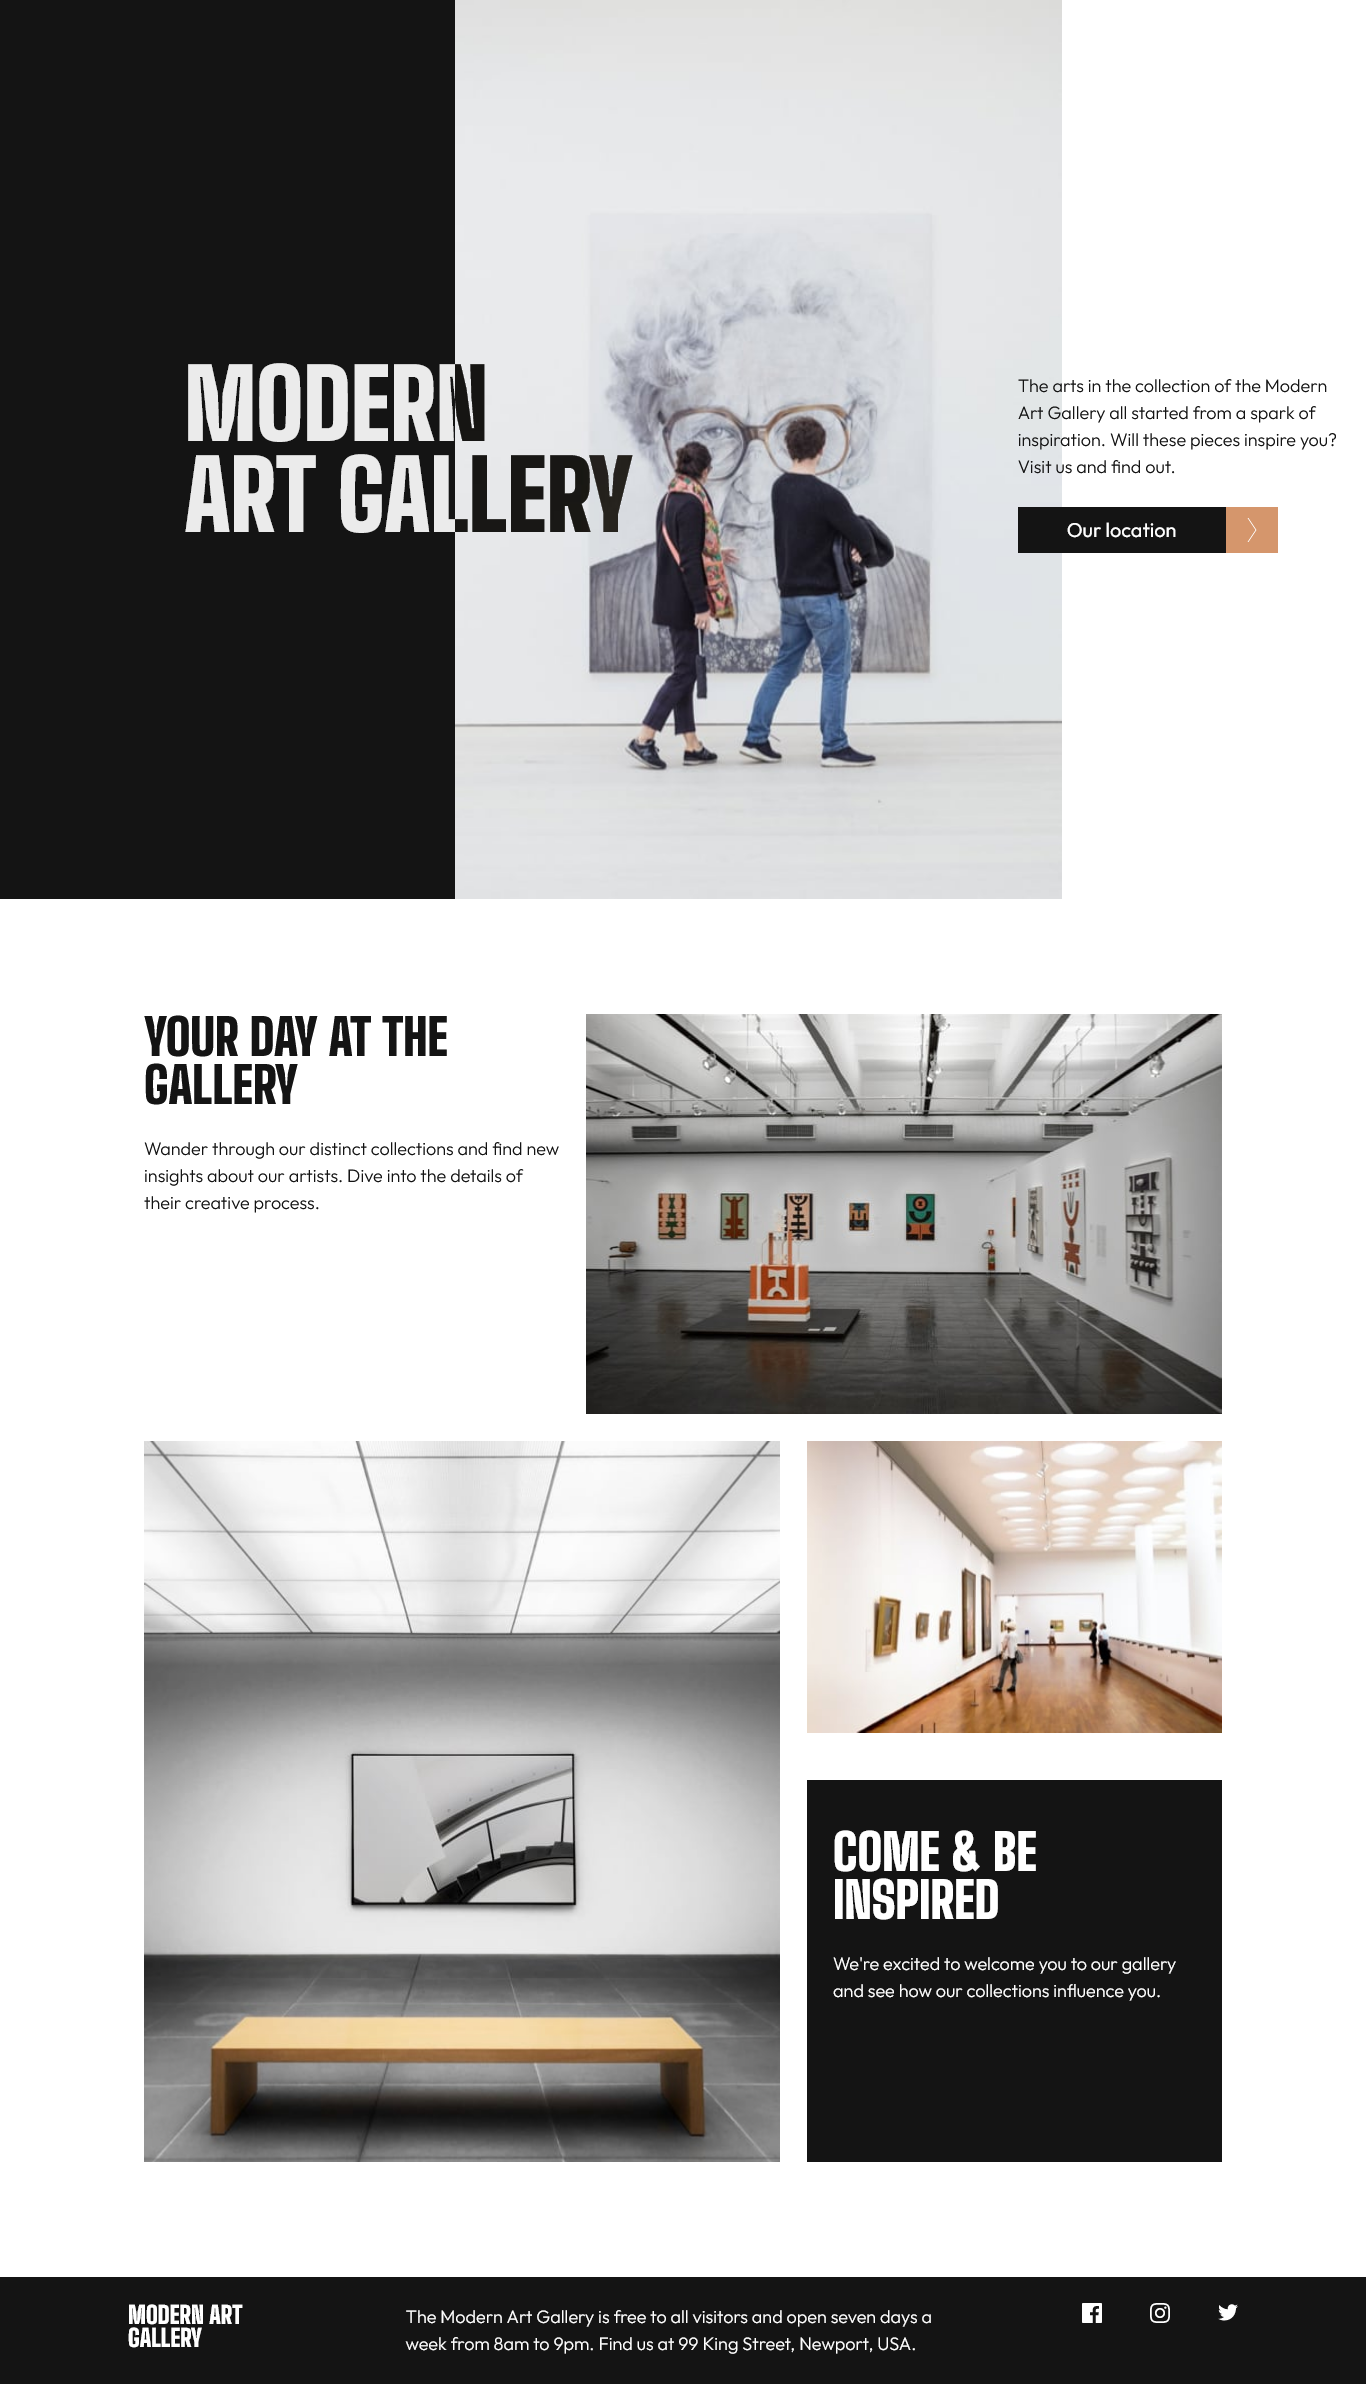 MODERN
ART GALLERY
The arts in the collection of the Modern
Art Gallery all started from a spark of
inspiration. Will these pieces inspire you?
Visit us and find out.
Our location
YOUR DAY AT THE
GALLERY
Wander through our distinct collections and find new
insights about our artists. Dive into the details of
their creative process.
COME & BE
INSPIRED
We're excited to welcome you to our gallery
and see how our collections influence you.
MODERN ART
GALLERY
The Modern Art Gallery is free to all visitors and open seven days a
week from 8am to 9pm. Find us at 99 King Street, Newport, USA.